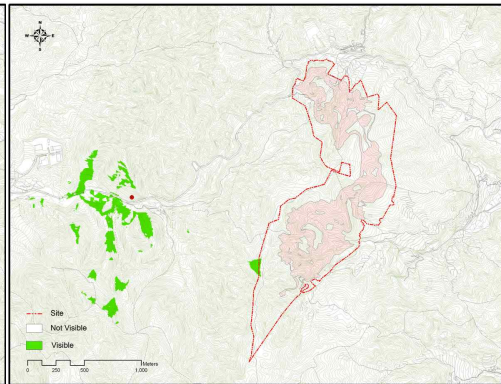 N
W E
S
Site
Not Visible
Visible
Meters
0 250 500 1,000